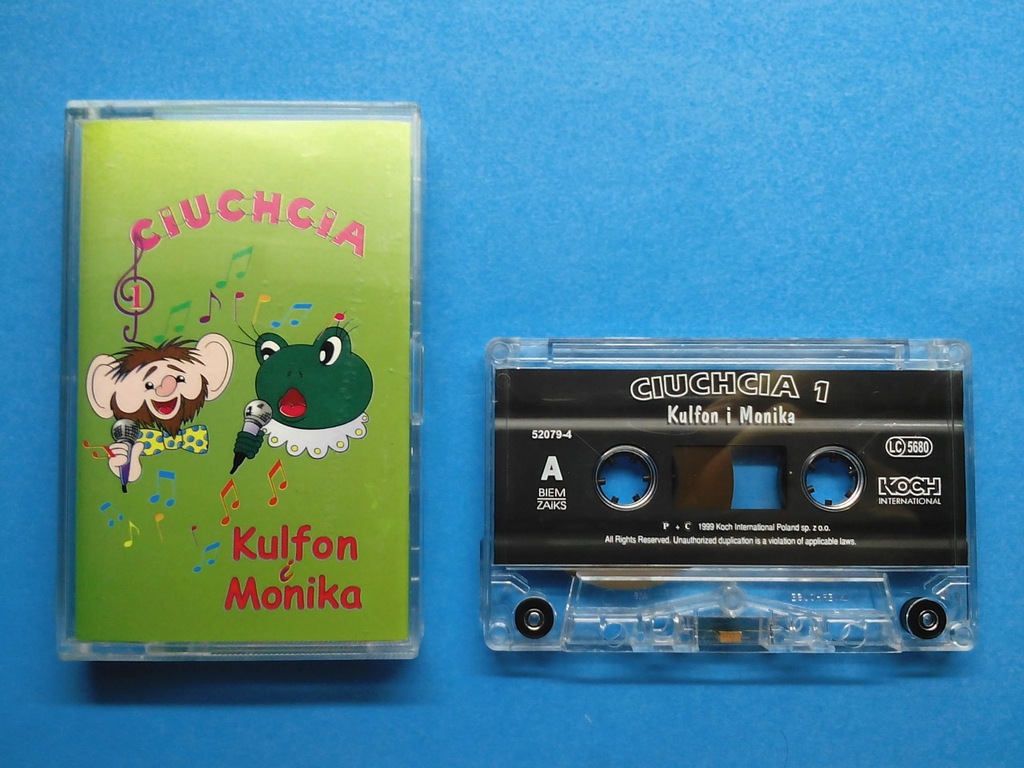 CIUCHCIA
1
Kulfon
i
Monika
CIUCHCIA 1
Kulfon i Monika
52079-4
A
BIEM
ZAIKS
LC 5680
KOCH
INTERNATIONAL
P + C 1999 Koch International Poland sp. z o.o.
All Rights Reserved. Unauthorized duplication is a violation of applicable laws.